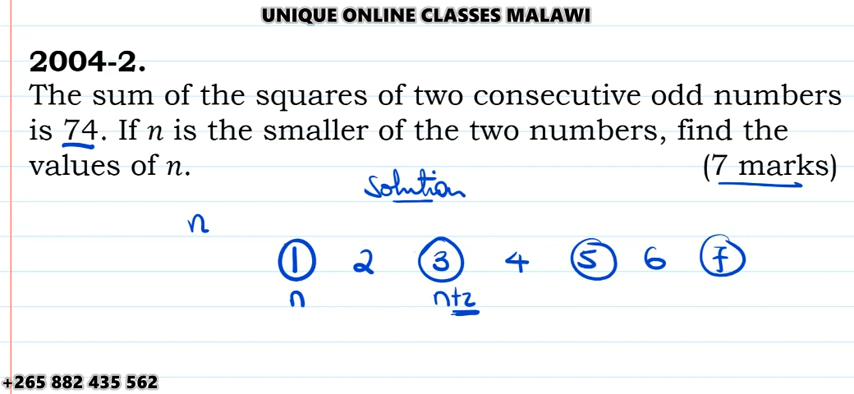 UNIQUE ONLINE CLASSES MALAWI
2004-2.
The sum of the squares of two consecutive odd numbers
is 74. If n is the smaller of the two numbers, find the
values of n. (7 marks)
Solution
n
1 2 3 4 5 6 7
n n+2
+265 882 435 562